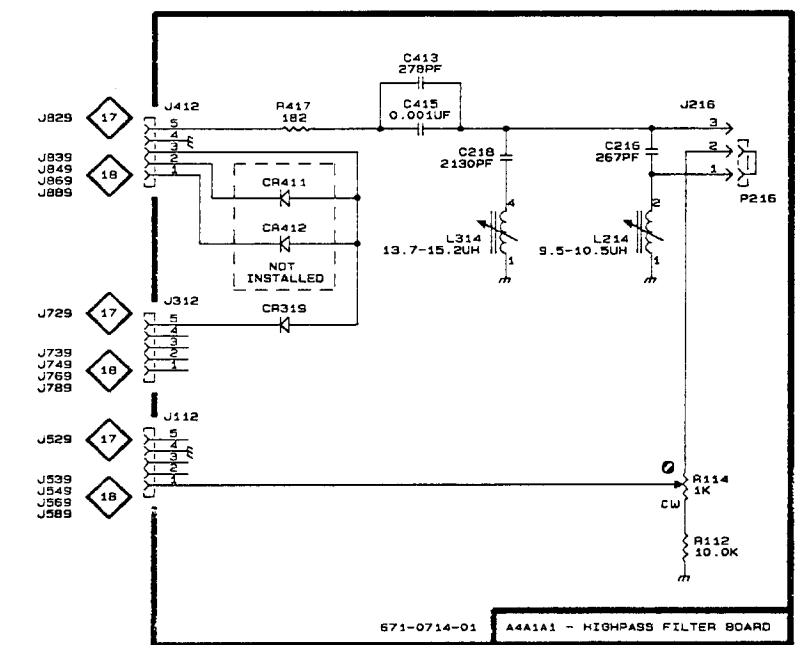 C413
278PF
J829
17
J412
R417
182
C415
0.001UF
J216
5
4
3
2
1
3
2
1
J839
J849
J869
J889
18
C218
2130PF
C216
267PF
P216
CR411
CR412
NOT
INSTALLED
4
L314
13.7-15.2UH
1
2
L214
9.5-10.5UH
1
J312
CR319
J729
17
5
4
3
2
1
J739
J749
J769
J789
18
J112
J529
17
5
4
3
2
1
J539
J549
J569
J589
18
R114
1K
CW
R112
10.0K
671-0714-01
A4A1A1 - HIGHPASS FILTER BOARD